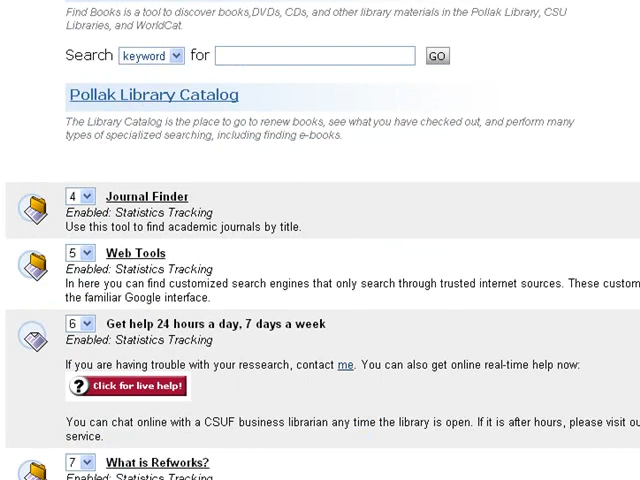 Find Books is a tool to discover books,DVDs, CDs, and other library materials in the Pollak Library, CSU
Libraries, and WorldCat.
Search keyword for GO
Pollak Library Catalog
The Library Catalog is the place to go to renew books, see what you have checked out, and perform many
types of specialized searching, including finding e-books.
4 Journal Finder
Enabled: Statistics Tracking
Use this tool to find academic journals by title.
5 Web Tools
Enabled: Statistics Tracking
In here you can find customized search engines that only search through trusted internet sources. These custom
the familiar Google interface.
6 Get help 24 hours a day, 7 days a week
Enabled: Statistics Tracking
If you are having trouble with your ressearch, contact me. You can also get online real-time help now:
? Click for live help!
You can chat online with a CSUF business librarian any time the library is open. If it is after hours, please visit ou
service.
7 What is Refworks?
Enabled: Statistics Tracking